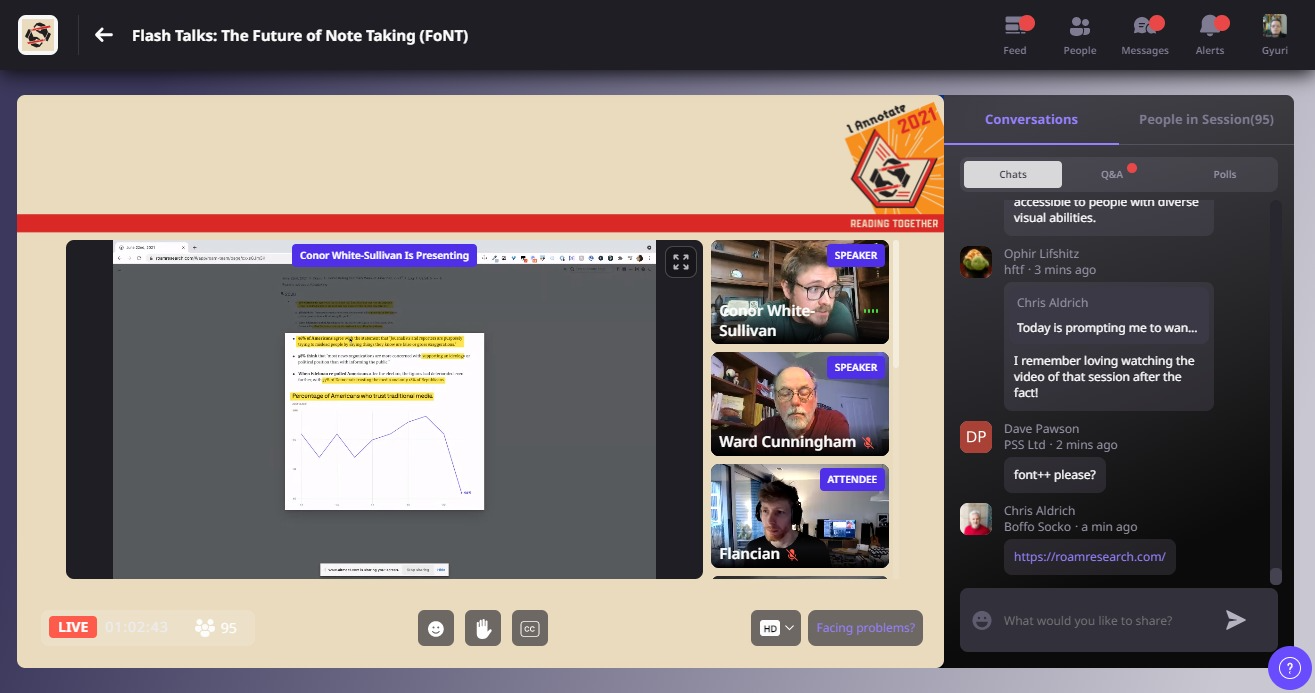 Flash Talks: The Future of Note Taking (FoNT)
Feed
People
Messages
Alerts
Gyuri
I Annotate
2021
READING TOGETHER
Conor White-Sullivan Is Presenting
Percentage of Americans who trust traditional media.
SPEAKER
Conor White-
Sullivan
SPEAKER
Ward Cunningham
ATTENDEE
Flancian
LIVE
01:02:43
95
CC
HD
Facing problems?
Conversations
People in Session(95)
Chats
Q&A
Polls
accessible to people with diverse
visual abilities.
Ophir Lifshitz
hftf · 3 mins ago
Chris Aldrich
Today is prompting me to wan...
I remember loving watching the
video of that session after the
fact!
DP
Dave Pawson
PSS Ltd · 2 mins ago
font++ please?
Chris Aldrich
Boffo Socko · a min ago
https://roamresearch.com/
What would you like to share?